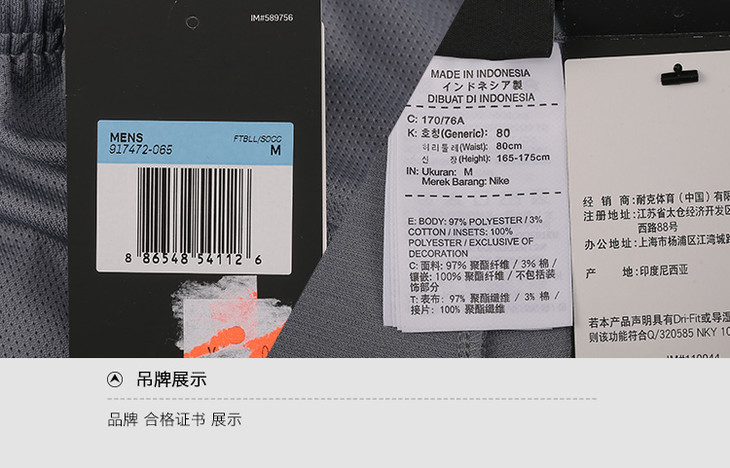 IM#589756
MENS
917472-065
FTBLL/SOCC
M
8 86548 54112 6
MADE IN INDONESIA
インドネシア製
DIBUAT DI INDONESIA
C: 170/76A
K: 호칭(Generic): 80
허리둘레(Waist): 80cm
신 장(Height): 165-175cm
IN: Ukuran: M
Merek Barang: Nike
E: BODY: 97% POLYESTER / 3%
COTTON / INSETS: 100%
POLYESTER / EXCLUSIVE OF
DECORATION
C: 面料: 97% 聚酯纤维 / 3% 棉 /
镶嵌: 100% 聚酯纤维 / 不包括装
饰部分
T: 表布: 97% 聚酯纤維 / 3% 棉 /
接片: 100% 聚酯纖維
经 销 商: 耐克体育（中国）有限
注册地址: 江苏省太仓经济开发区
西路88号
办公地址: 上海市杨浦区江湾城
产 地: 印度尼西亚
若本产品声明具有Dri-Fit或导湿
则该功能符合Q/320585 NKY 10
IM#110944
吊牌展示
品牌 合格证书 展示